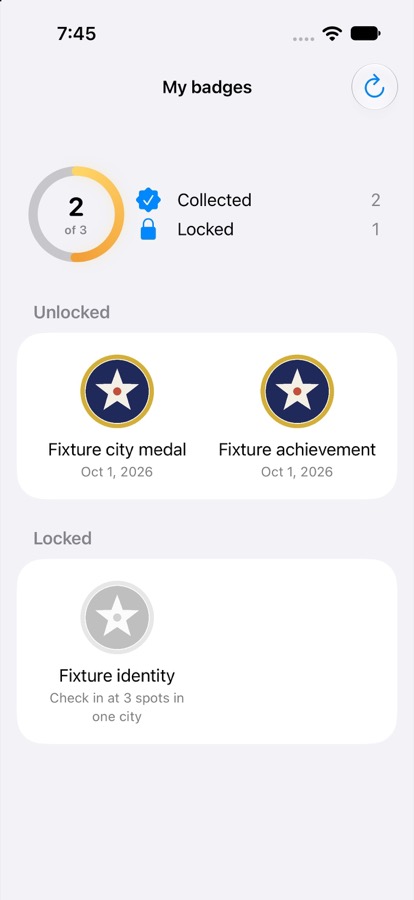 7:45
My badges
2
of 3
Collected 2
Locked 1
Unlocked
Fixture city medal
Oct 1, 2026
Fixture achievement
Oct 1, 2026
Locked
Fixture identity
Check in at 3 spots in
one city